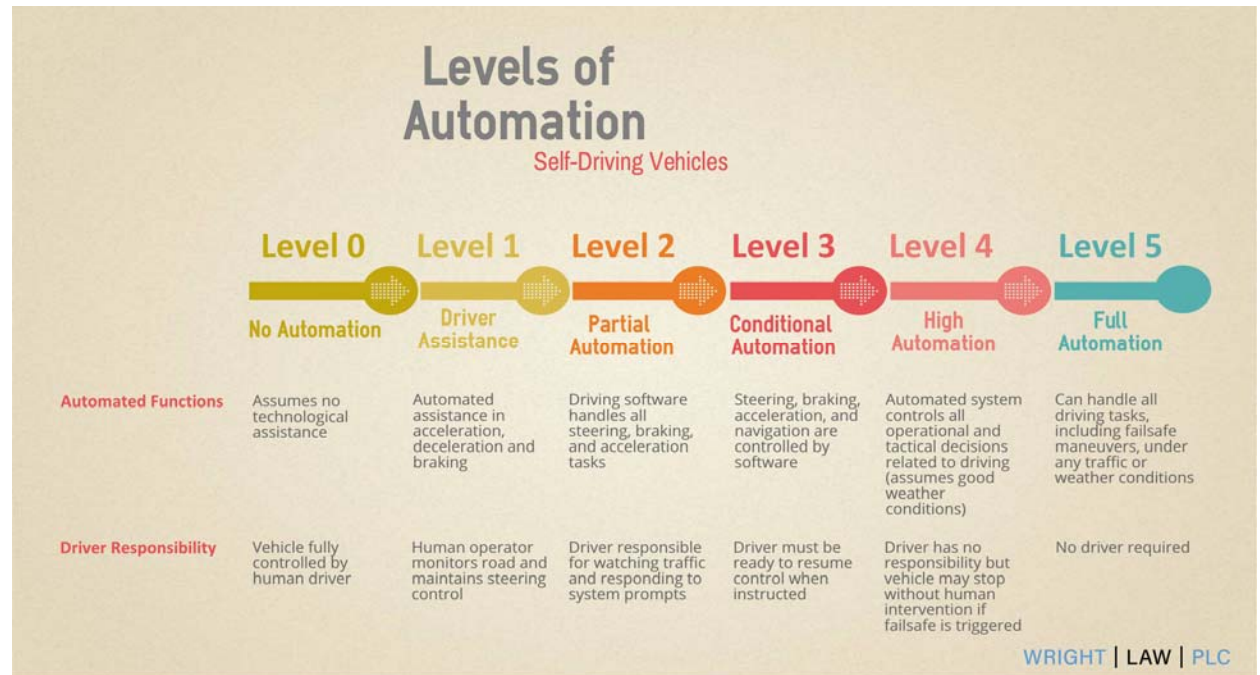 Levels of
Automation
Self-Driving Vehicles
Level 0
Level 1
Level 2
Level 3
Level 4
Level 5
No Automation
Driver
Assistance
Partial
Automation
Conditional
Automation
High
Automation
Full
Automation
Automated Functions
Assumes no
technological
assistance
Automated
assistance in
acceleration,
deceleration and
braking
Driving software
handles all
steering, braking,
and acceleration
tasks
Steering, braking,
acceleration, and
navigation are
controlled by
software
Automated system
controls all
operational and
tactical decisions
related to driving
(assumes good
weather
conditions)
Can handle all
driving tasks,
including failsafe
maneuvers, under
any traffic or
weather conditions
Driver Responsibility
Vehicle fully
controlled by
human driver
Human operator
monitors road and
maintains steering
control
Driver responsible
for watching traffic
and responding to
system prompts
Driver must be
ready to resume
control when
instructed
Driver has no
responsibility but
vehicle may stop
without human
intervention if
failsafe is triggered
No driver required
WRIGHT | LAW | PLC